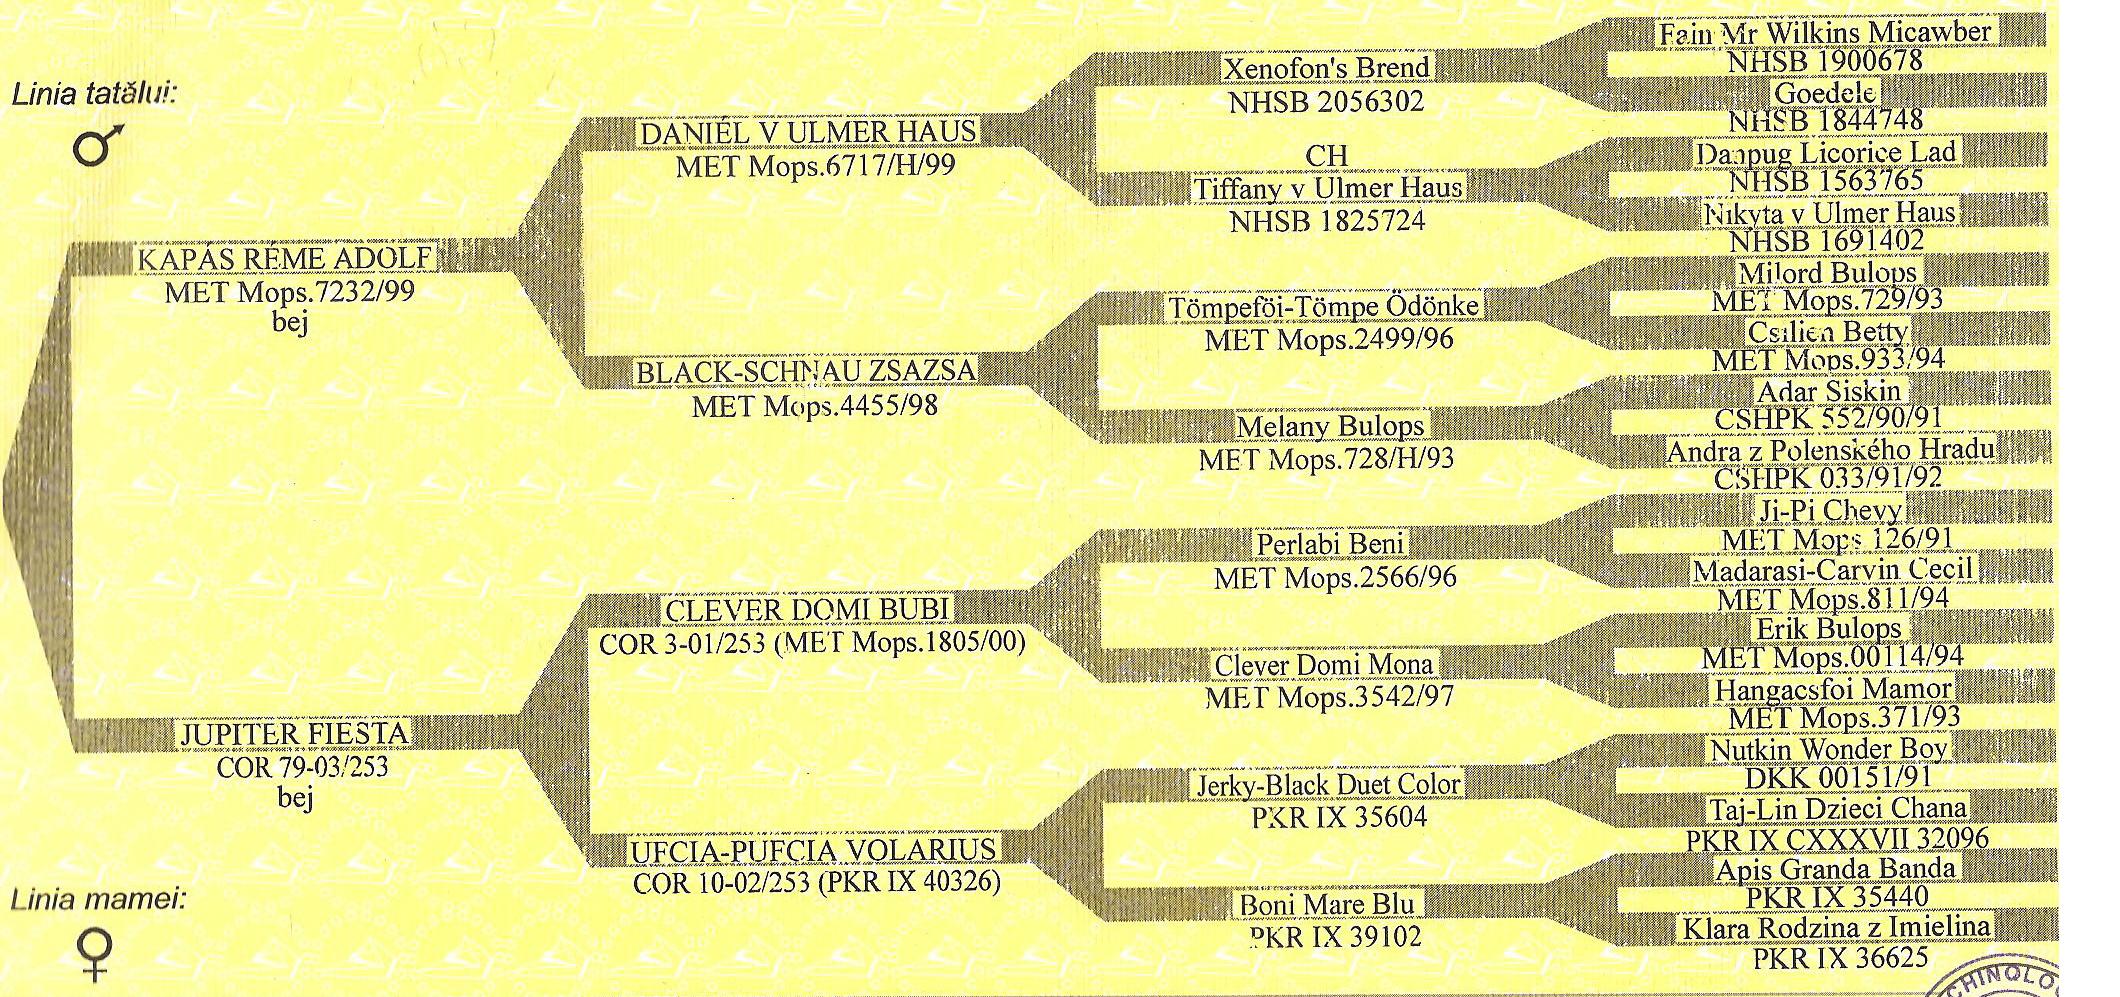 Linia tatălui:
KAPÁS RÉME ADOLF
MET Mops.7232/99
bej
DANIÉL V ULMER HAUS
MET Mops.6717/H/99
Xenofon's Brend
NHSB 2056302
Fain Mr Wilkins Micawber
NHSB 1900678
Goedele
NHSB 1844748
CH
Tiffany v Ulmer Haus
NHSB 1825724
Danpug Licorice Lad
NHSB 1563765
Nikyta v Ulmer Haus
NHSB 1691402
BLACK-SCHNAU ZSAZSA
MET Mops.4455/98
Tömpeföi-Tömpe Ödönke
MET Mops.2499/96
Milord Bulops
MET Mops.729/93
Csilien Betty
MET Mops.933/94
Melany Bulops
MET Mops.728/H/93
Adar Siskin
CSHPK 552/90/91
Andra z Polenského Hradu
CSHPK 033/91/92
JUPITER FIESTA
COR 79-03/253
bej
CLEVER DOMI BUBI
COR 3-01/253 (MET Mops.1805/00)
Perlabi Beni
MET Mops.2566/96
Ji-Pi Chevy
MET Mops 126/91
Madarasi-Carvin Cecil
MET Mops.811/94
Clever Domi Mona
MET Mops.3542/97
Erik Bulops
MET Mops.00114/94
Hangacsfoi Mamor
MET Mops.371/93
UFCIA-PUFCIA VOLARIUS
COR 10-02/253 (PKR IX 40326)
Jerky-Black Duet Color
PKR IX 35604
Nutkin Wonder Boy
DKK 00151/91
Taj-Lin Dzieci Chana
PKR IX CXXXVII 32096
Boni Mare Blu
PKR IX 39102
Apis Granda Banda
PKR IX 35440
Klara Rodzina z Imielina
PKR IX 36625
Linia mamei:
CHINOLO